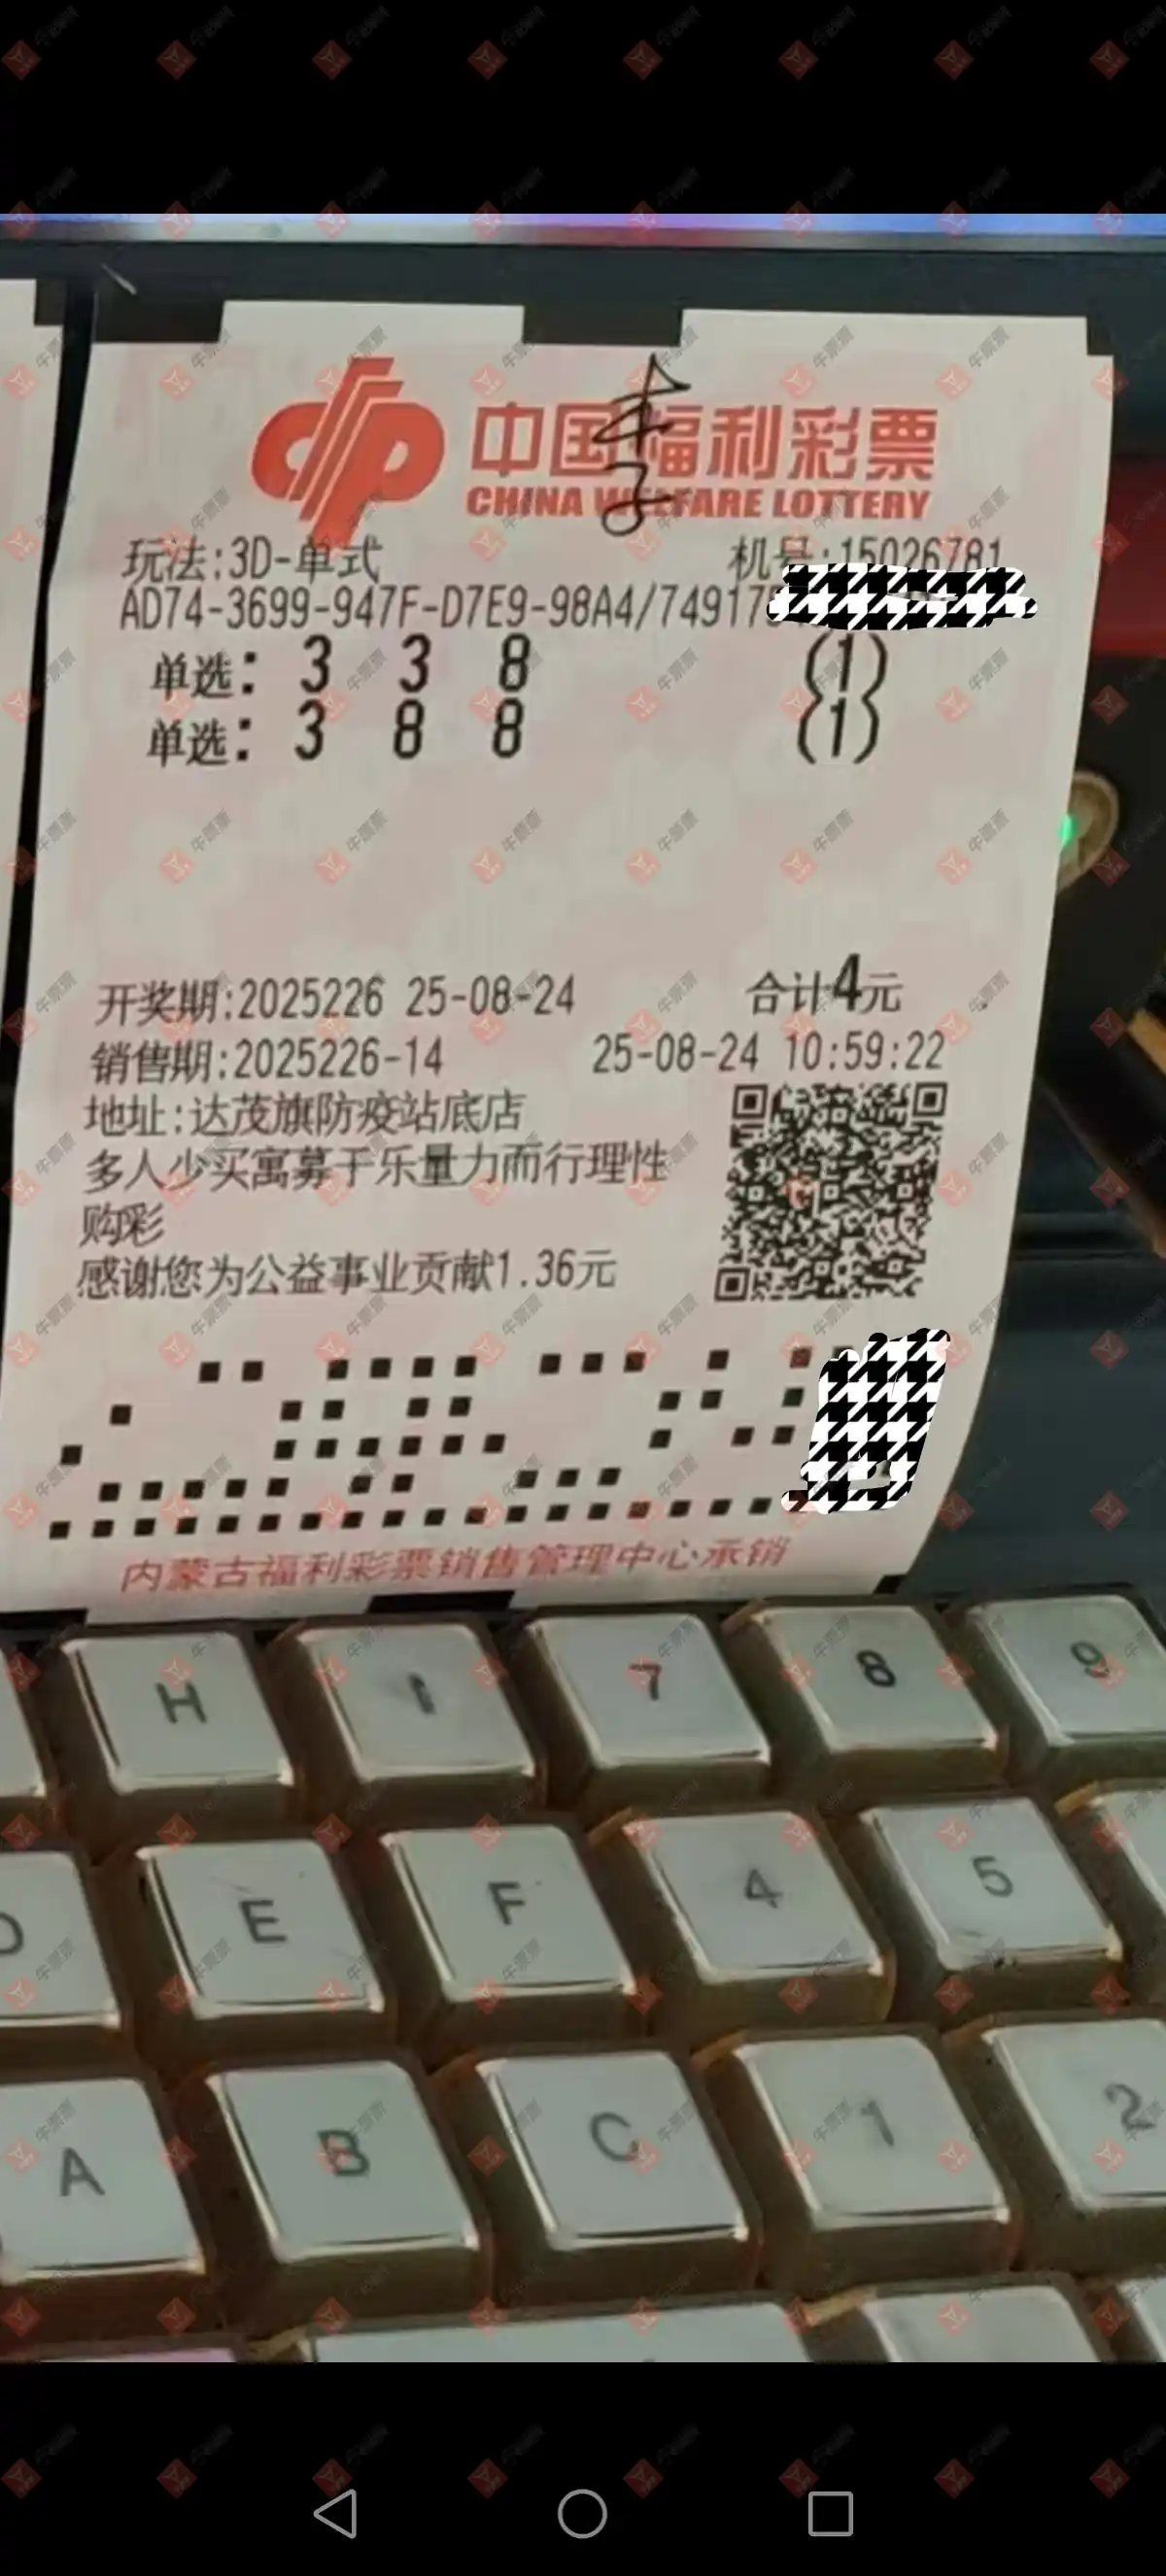 中国福利彩票
CHINA WELFARE LOTTERY
李
玩法:3D-单式 机号:15026781
AD74-3699-947F-D7E9-98A4/749175
单选: 3 3 8 (1)
单选: 3 8 8 (1)
开奖期:2025226 25-08-24 合计4元
销售期:2025226-14 25-08-24 10:59:22
地址:达茂旗防疫站底店
多人少买寓募于乐量力而行理性
购彩
感谢您为公益事业贡献1.36元
内蒙古福利彩票销售管理中心承销
H I 7 8 9
D E F 4 5
A B C 1 2
牛票票